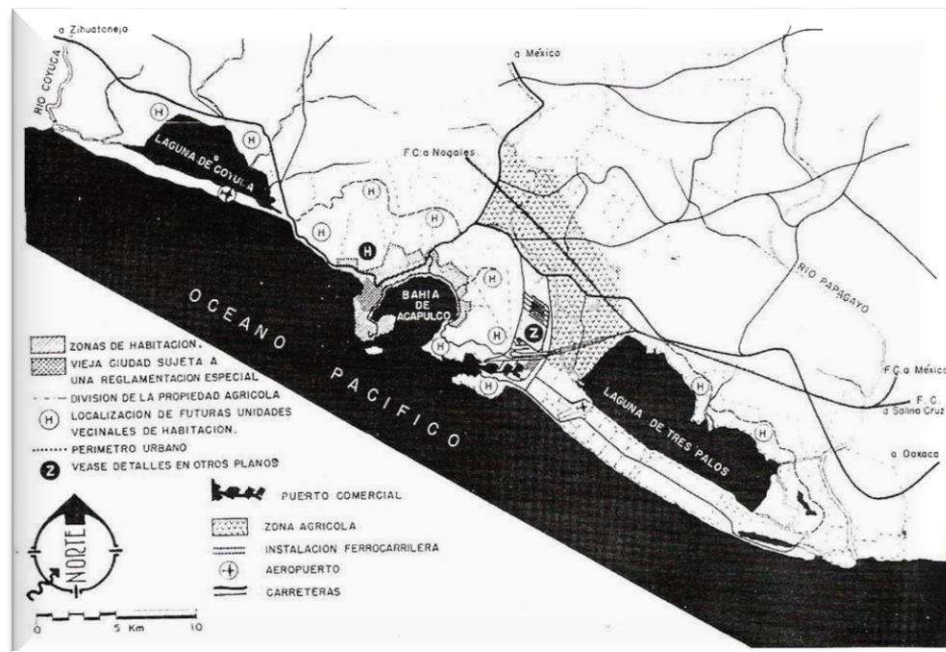 a Zihuatanejo
RIO COYUCA
H
H
LAGUNA DE COYUCA
a México
F.C. a Nogales
H
H
H
H
H
BAHIA
DE
ACAPULCO
H
H
Z
H
H
RIO PAPAGAYO
OCEANO PACIFICO
LAGUNA DE TRES PALOS
H
H
F.C. a México
F. C.
a Salina Cruz
a Oaxaca
ZONAS DE HABITACION.
VIEJA CIUDAD SUJETA A
UNA REGLAMENTACION ESPECIAL
DIVISION DE LA PROPIEDAD AGRICOLA
H LOCALIZACION DE FUTURAS UNIDADES
VECINALES DE HABITACION.
PERIMETRO URBANO
Z VEASE DETALLES EN OTROS PLANOS
NORTE
0 5 Km 10
PUERTO COMERCIAL
ZONA AGRICOLA
INSTALACION FERROCARRILERA
AEROPUERTO
CARRETERAS